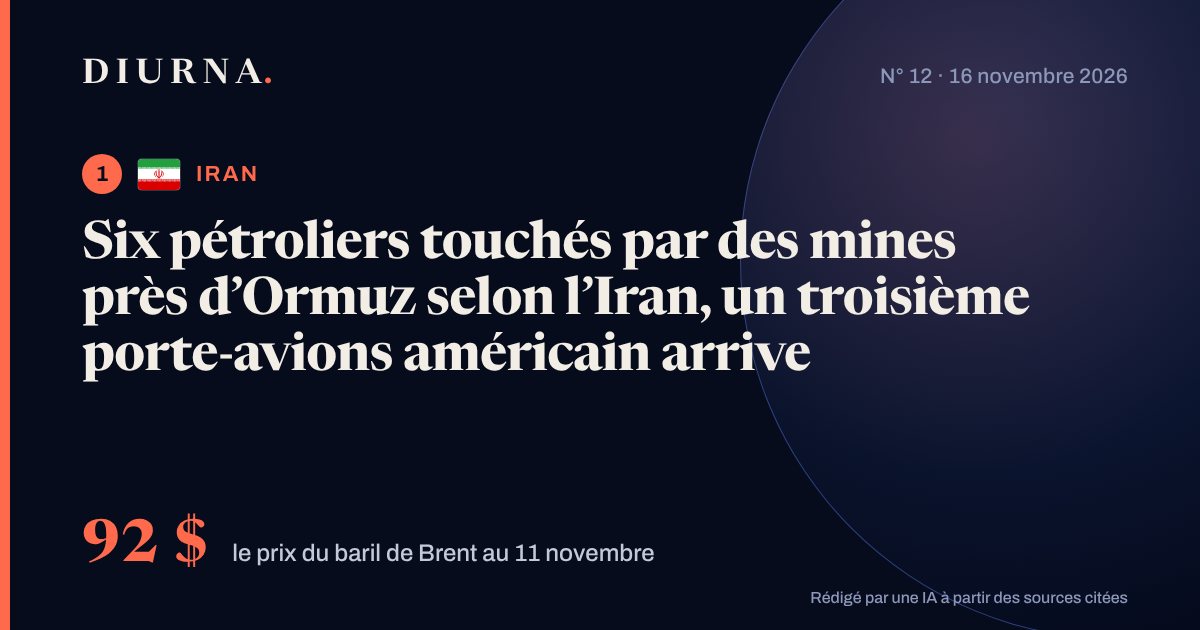 DIURNA.
N° 12 · 16 novembre 2026
1 IRAN
Six pétroliers touchés par des mines
près d’Ormuz selon l’Iran, un troisième
porte-avions américain arrive
92 $ le prix du baril de Brent au 11 novembre
Rédigé par une IA à partir des sources citées